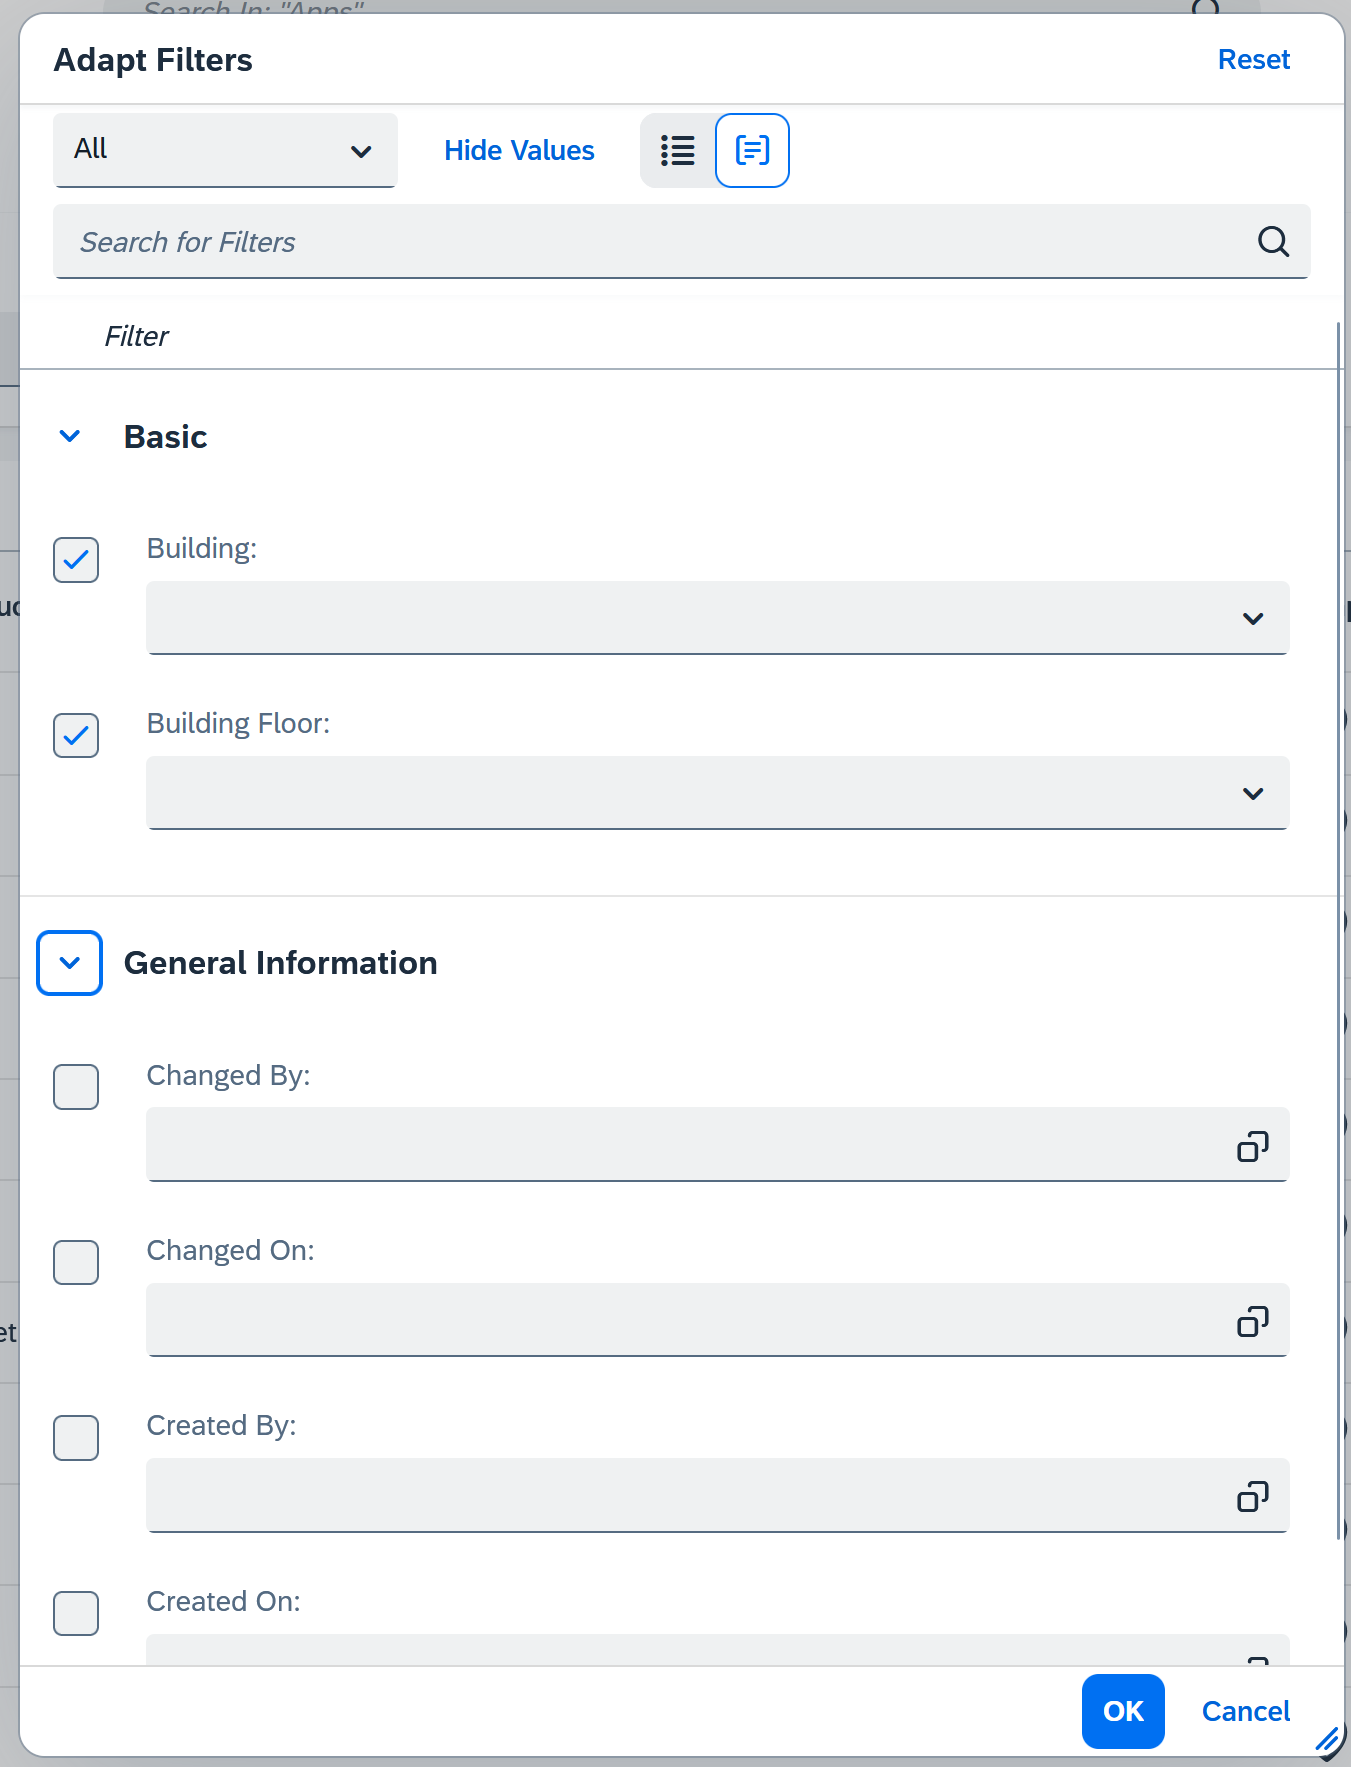 Search In: "Apps"
Adapt Filters
Reset
All
Hide Values
Search for Filters
Filter
Basic
Building:
Building Floor:
General Information
Changed By:
Changed On:
Created By:
Created On:
OK
Cancel